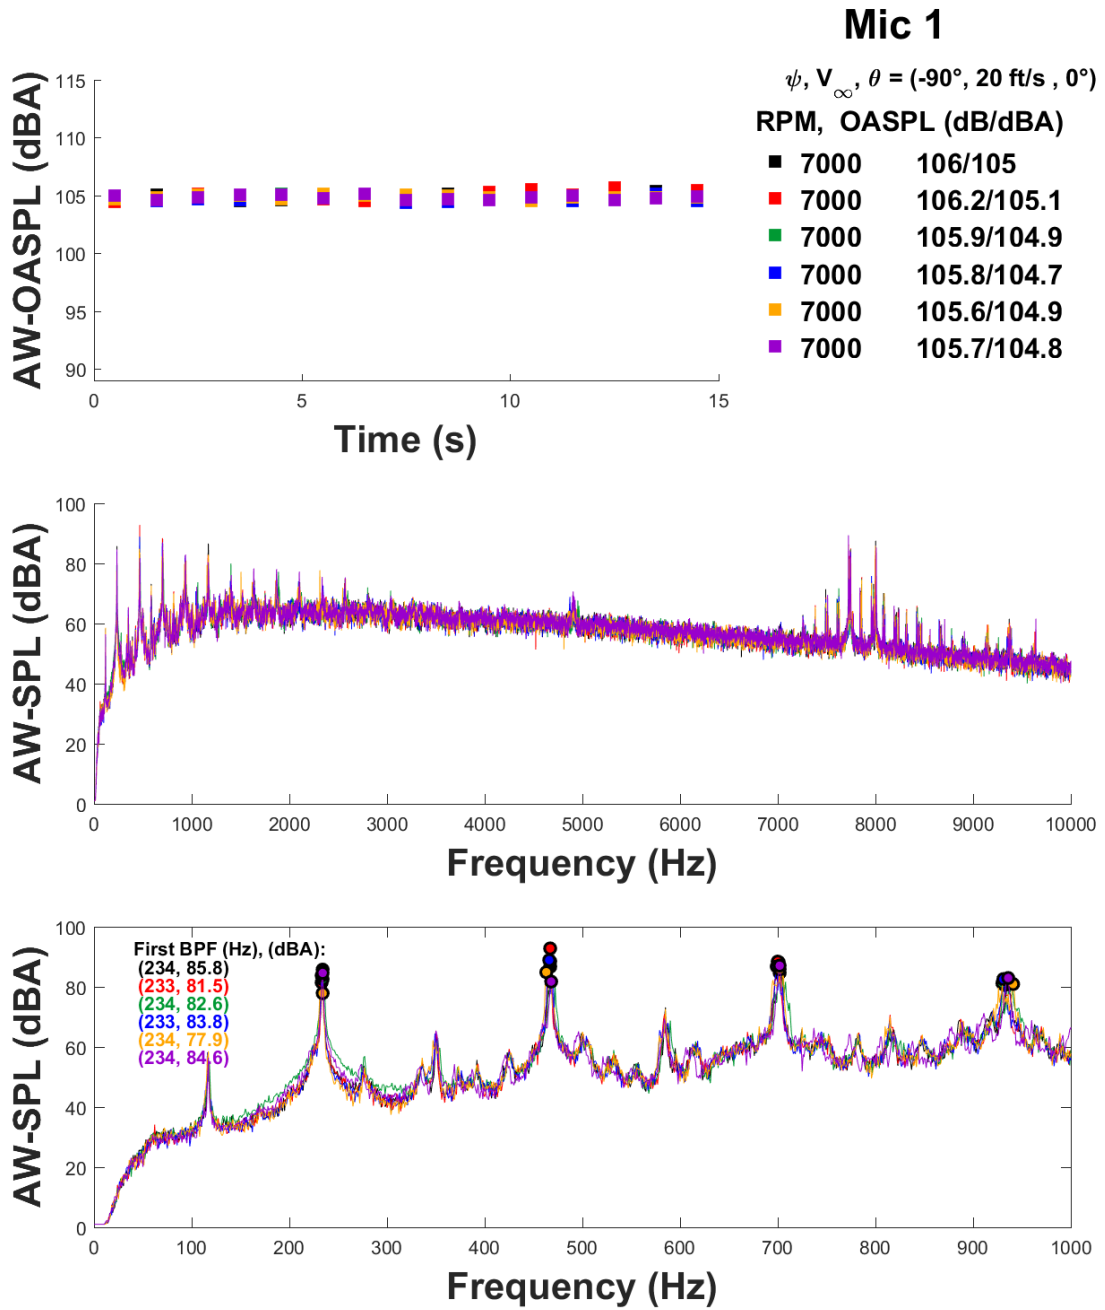 Mic 1
ψ, V∞, θ = (-90°, 20 ft/s , 0°)
RPM, OASPL (dB/dBA)
7000 106/105
7000 106.2/105.1
7000 105.9/104.9
7000 105.8/104.7
7000 105.6/104.9
7000 105.7/104.8
AW-OASPL (dBA)
115
110
105
100
95
90
0 5 10 15
Time (s)
AW-SPL (dBA)
100
80
60
40
20
0
0 1000 2000 3000 4000 5000 6000 7000 8000 9000 10000
Frequency (Hz)
AW-SPL (dBA)
100
80
60
40
20
0
First BPF (Hz), (dBA):
(234, 85.8)
(233, 81.5)
(234, 82.6)
(233, 83.8)
(234, 77.9)
(234, 84.6)
0 100 200 300 400 500 600 700 800 900 1000
Frequency (Hz)